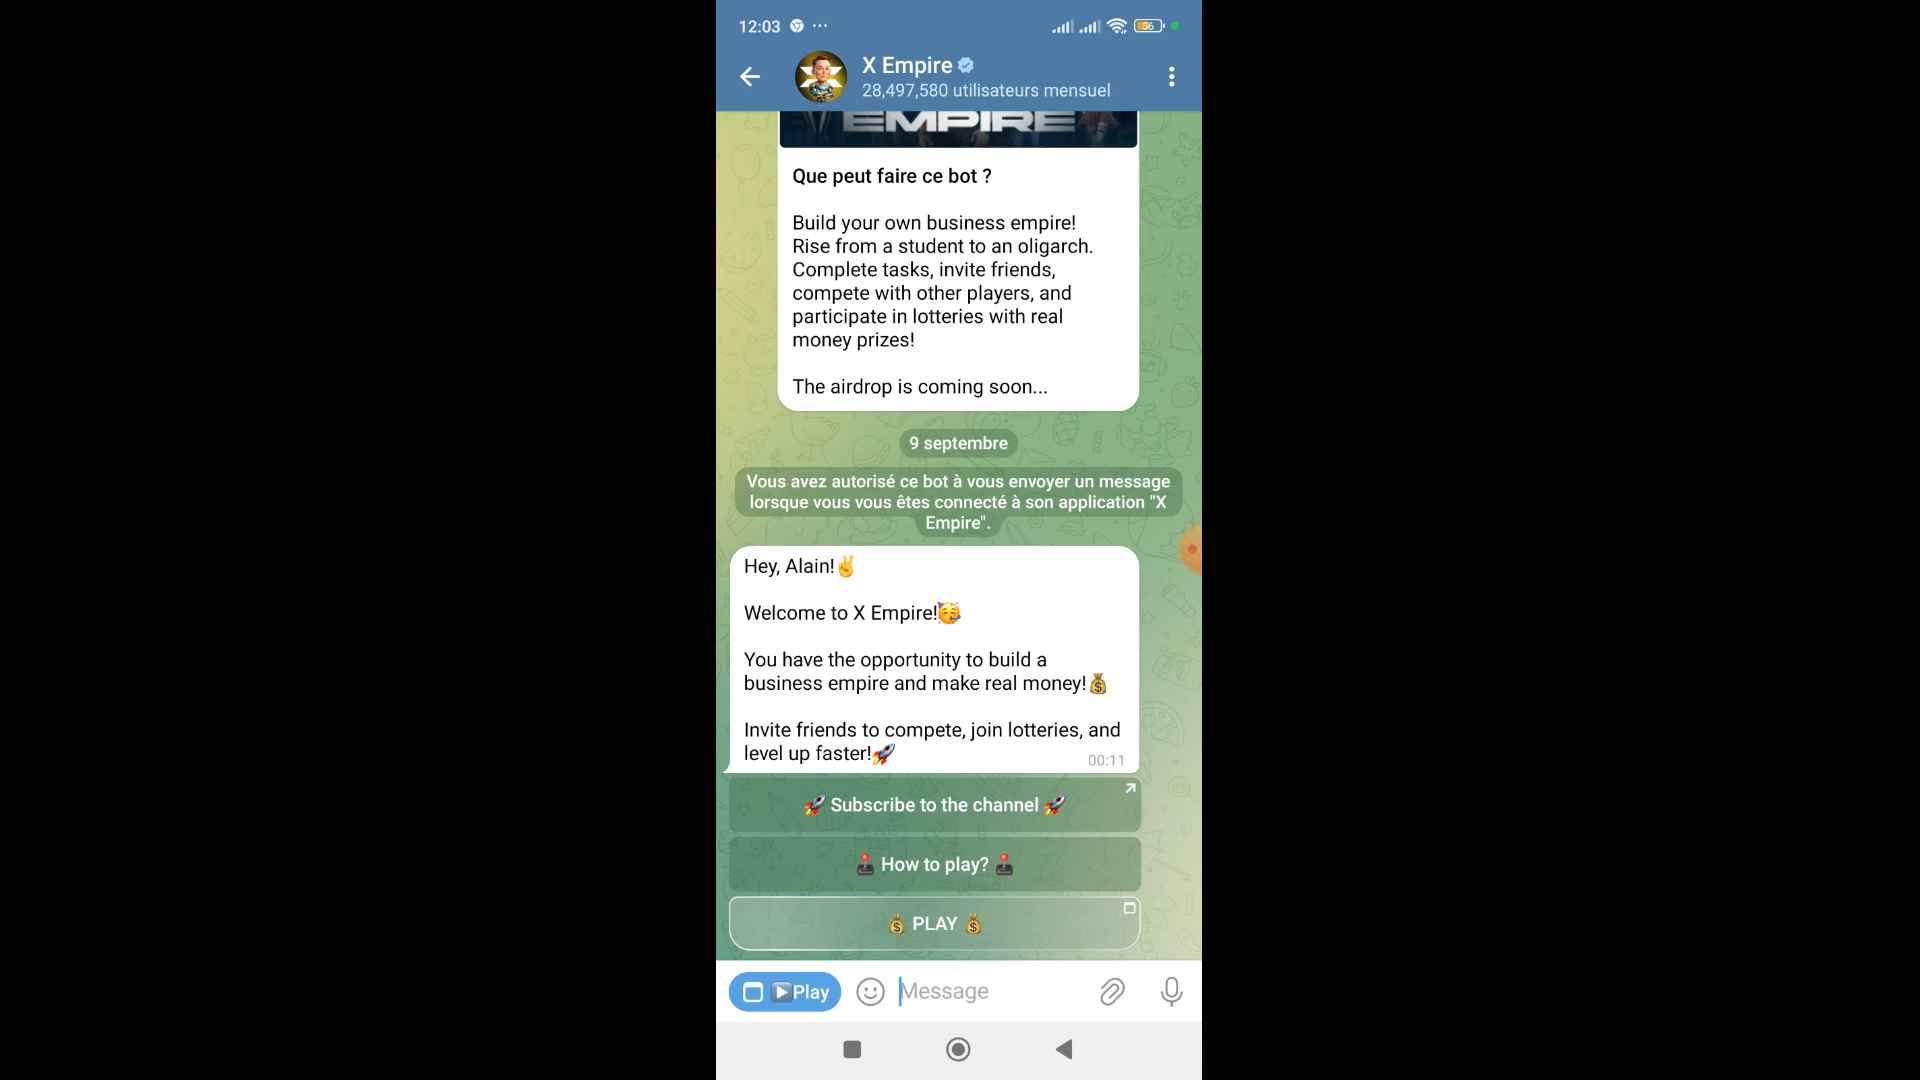 12:03
56
X Empire
28,497,580 utilisateurs mensuel
EMPIRE
Que peut faire ce bot ?
Build your own business empire!
Rise from a student to an oligarch.
Complete tasks, invite friends,
compete with other players, and
participate in lotteries with real
money prizes!
The airdrop is coming soon...
9 septembre
Vous avez autorisé ce bot à vous envoyer un message
lorsque vous vous êtes connecté à son application "X
Empire".
Hey, Alain!✌️
Welcome to X Empire!🥳
You have the opportunity to build a
business empire and make real money!💰
Invite friends to compete, join lotteries, and
level up faster!🚀
00:11
🚀 Subscribe to the channel 🚀
🕹️ How to play? 🕹️
💰 PLAY 💰
▶️Play
Message